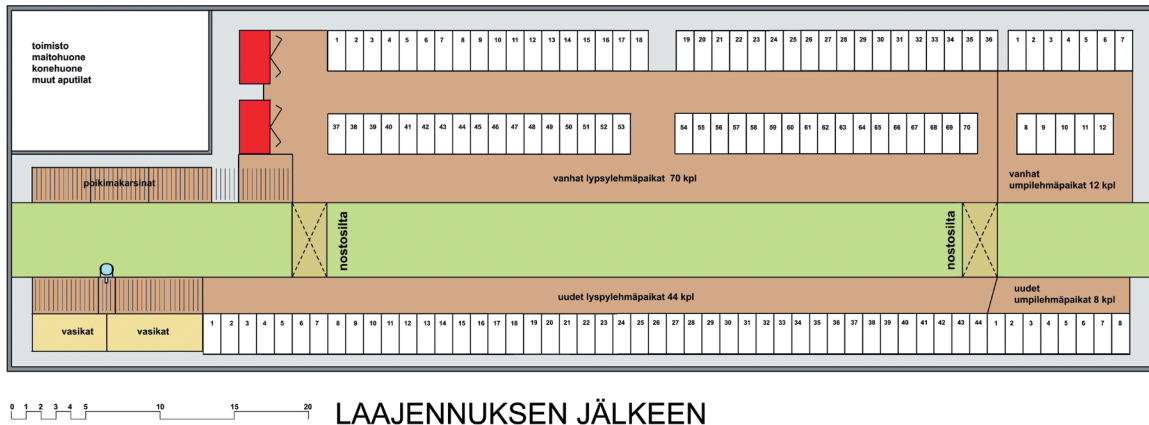 toimisto
maitohuone
konehuone
muut aputilat
1 2 3 4 5 6 7 8 9 10 11 12 13 14 15 16 17 18
19 20 21 22 23 24 25 26 27 28 29 30 31 32 33 34 35 36
1 2 3 4 5 6 7
37 38 39 40 41 42 43 44 45 46 47 48 49 50 51 52 53
54 55 56 57 58 59 60 61 62 63 64 65 66 67 68 69 70
8 9 10 11 12
poikimakarsinat
vanhat lypsylehmäpaikat 70 kpl
vanhat
umpilehmäpaikat 12 kpl
nostosilta
nostosilta
uudet lyspylehmäpaikat 44 kpl
uudet
umpilehmäpaikat 8 kpl
vasikat
vasikat
1 2 3 4 5 6 7 8 9 10 11 12 13 14 15 16 17 18 19 20 21 22 23 24 25 26 27 28 29 30 31 32 33 34 35 36 37 38 39 40 41 42 43 44 1 2 3 4 5 6 7 8
0 1 2 3 4 5 10 15 20
LAAJENNUKSEN JÄLKEEN